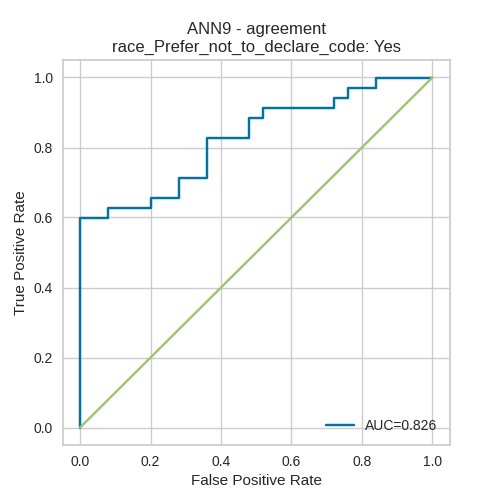 ANN9 - agreement
race_Prefer_not_to_declare_code: Yes
1.0
0.8
0.6
0.4
0.2
0.0
True Positive Rate
AUC=0.826
0.0 0.2 0.4 0.6 0.8 1.0
False Positive Rate